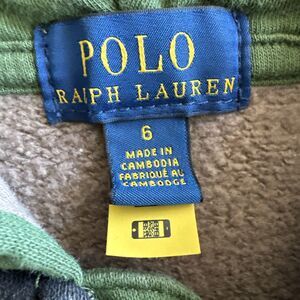 POLO
RALPH LAUREN
6
MADE IN
CAMBODIA
FABRIQUÉ AU
CAMBODGE